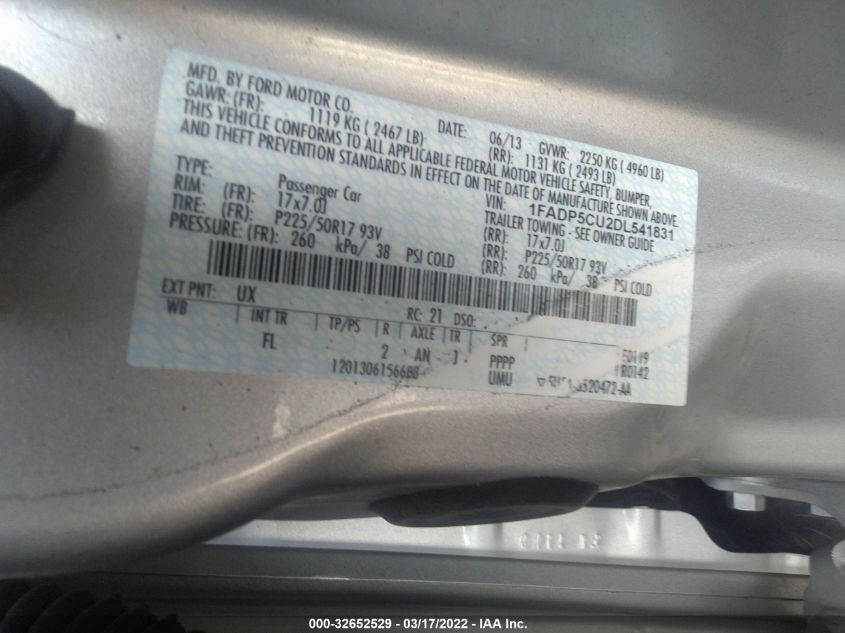 MFD. BY FORD MOTOR CO.
DATE: 06/13 GVWR: 2250 KG ( 4960 LB)
GAWR: (FR): 1119 KG ( 2467 LB) (RR): 1131 KG ( 2493 LB)
THIS VEHICLE CONFORMS TO ALL APPLICABLE FEDERAL MOTOR VEHICLE SAFETY, BUMPER,
AND THEFT PREVENTION STANDARDS IN EFFECT ON THE DATE OF MANUFACTURE SHOWN ABOVE.
VIN: 1FADP5CU2DL541831
TYPE: Passenger Car TRAILER TOWING - SEE OWNER GUIDE
RIM: (FR): 17x7.0J (RR): 17x7.0J
TIRE: (FR): P225/50R17 93V (RR): P225/50R17 93V
PRESSURE: (FR): 260 kPa/ 38 PSI COLD (RR): 260 kPa/ 38 PSI COLD
EXT PNT: UX RC: 21 DSO:
WB INT TR TP/PS R AXLE TR SPR
FL 2 AN PPPP
1201306156688 UMU R0142
000-32652529 — 03/17/2022 — IAA Inc.